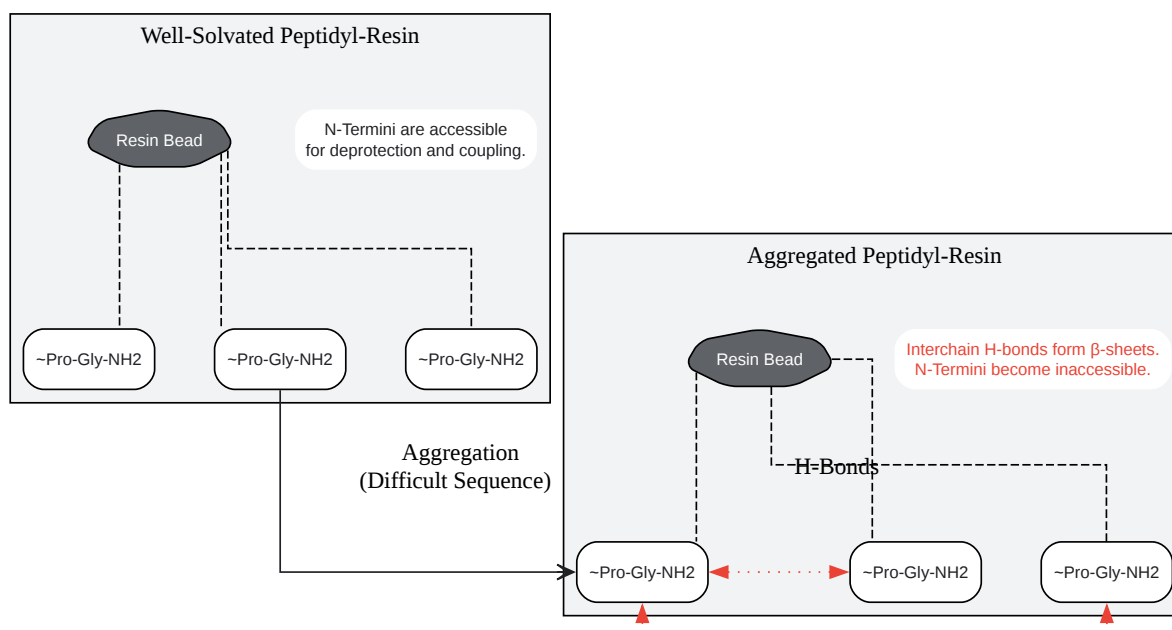 Well-Solvated Peptidyl-Resin
Resin Bead
N-Termini are accessible
for deprotection and coupling.
~Pro-Gly-NH2
~Pro-Gly-NH2
~Pro-Gly-NH2
Aggregation
(Difficult Sequence)
Aggregated Peptidyl-Resin
Resin Bead
Interchain H-bonds form β-sheets.
N-Termini become inaccessible.
H-Bonds
~Pro-Gly-NH2
~Pro-Gly-NH2
~Pro-Gly-NH2